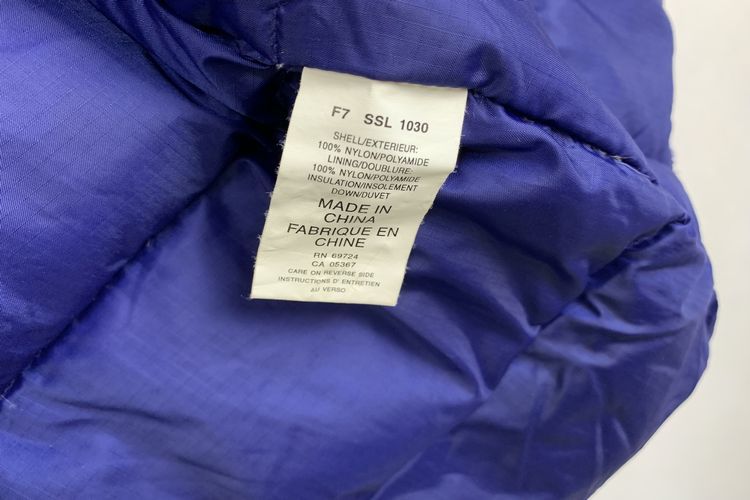 F7 SSL 1030
SHELL/EXTERIEUR:
100% NYLON/POLYAMIDE
LINING/DOUBLURE:
100% NYLON/POLYAMIDE
INSULATION/INSOLEMENT
DOWN/DUVET
MADE IN
CHINA
FABRIQUE EN
CHINE
RN 69724
CA 05367
CARE ON REVERSE SIDE
INSTRUCTIONS D' ENTRETIEN
AU VERSO